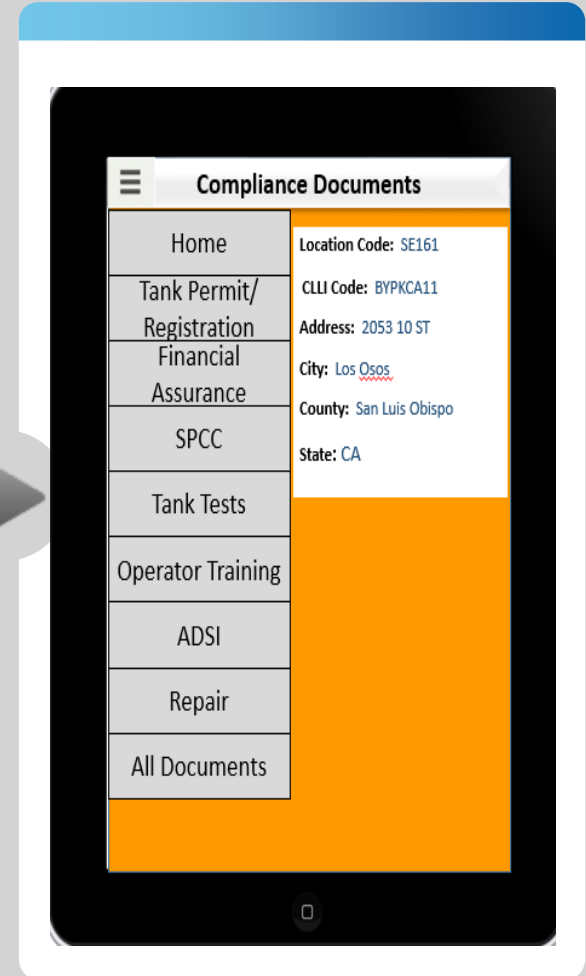 Compliance Documents
Home
Tank Permit/
Registration
Financial
Assurance
SPCC
Tank Tests
Operator Training
ADSI
Repair
All Documents
Location Code: SE161
CLLI Code: BYPKCA11
Address: 2053 10 ST
City: Los Osos
County: San Luis Obispo
State: CA